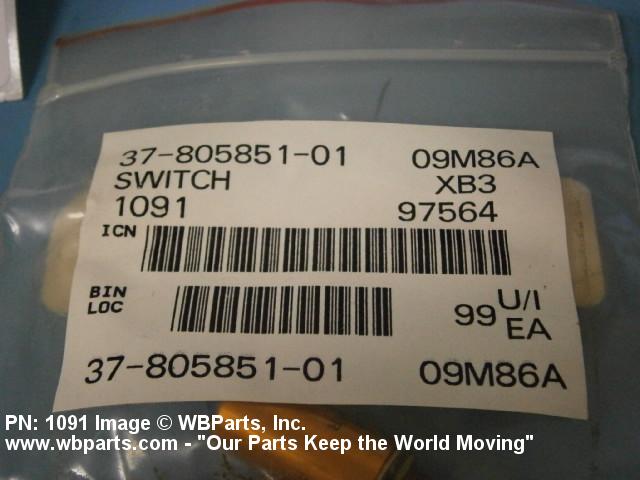 37-805851-01 09M86A
SWITCH XB3
1091 97564
ICN
BIN
LOC
99 U/I
EA
37-805851-01 09M86A
PN: 1091 Image © WBParts, Inc.
www.wbparts.com - "Our Parts Keep the World Moving"